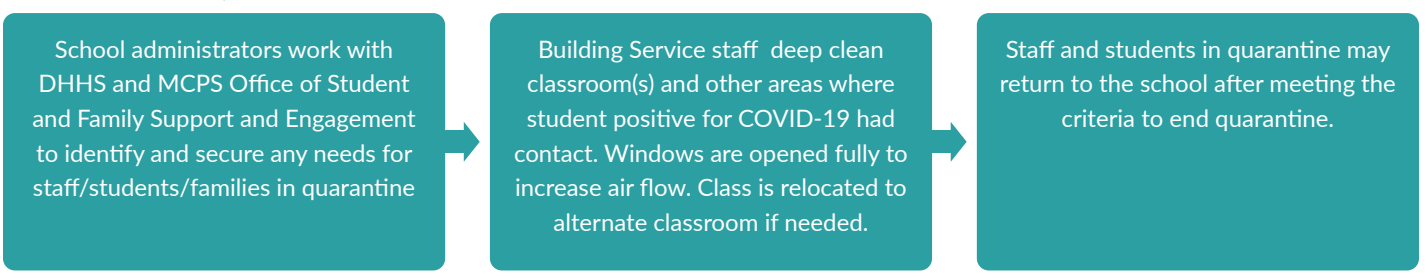 School administrators work with
DHHS and MCPS Office of Student
and Family Support and Engagement
to identify and secure any needs for
staff/students/families in quarantine
Building Service staff  deep clean
classroom(s) and other areas where
student positive for COVID-19 had
contact. Windows are opened fully to
increase air flow. Class is relocated to
alternate classroom if needed.
Staff and students in quarantine may
return to the school after meeting the
criteria to end quarantine.